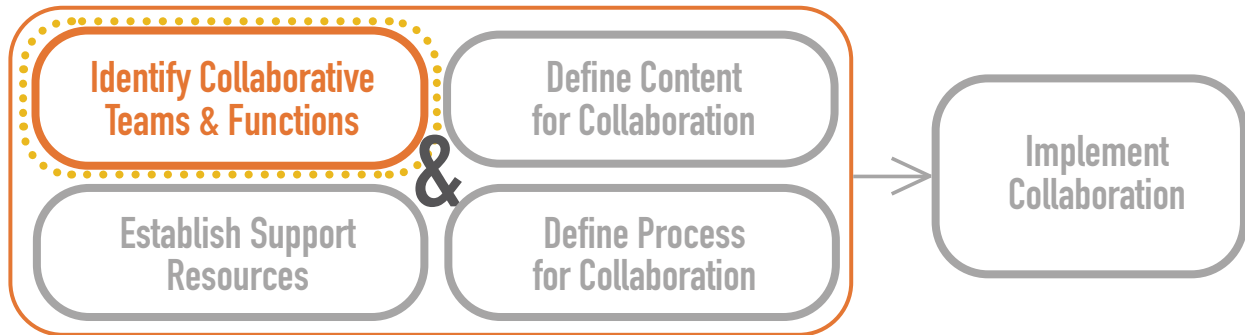 Identify Collaborative
Teams & Functions
Define Content
for Collaboration
&
Establish Support
Resources
Define Process
for Collaboration
Implement
Collaboration